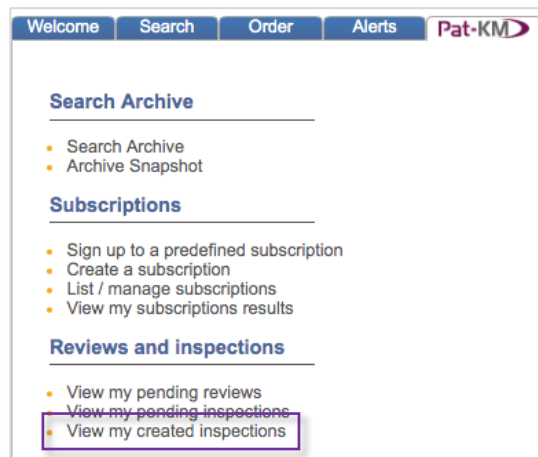 Welcome Search Order Alerts Pat-KM
Search Archive
Search Archive
Archive Snapshot
Subscriptions
Sign up to a predefined subscription
Create a subscription
List / manage subscriptions
View my subscriptions results
Reviews and inspections
View my pending reviews
View my pending inspections
View my created inspections